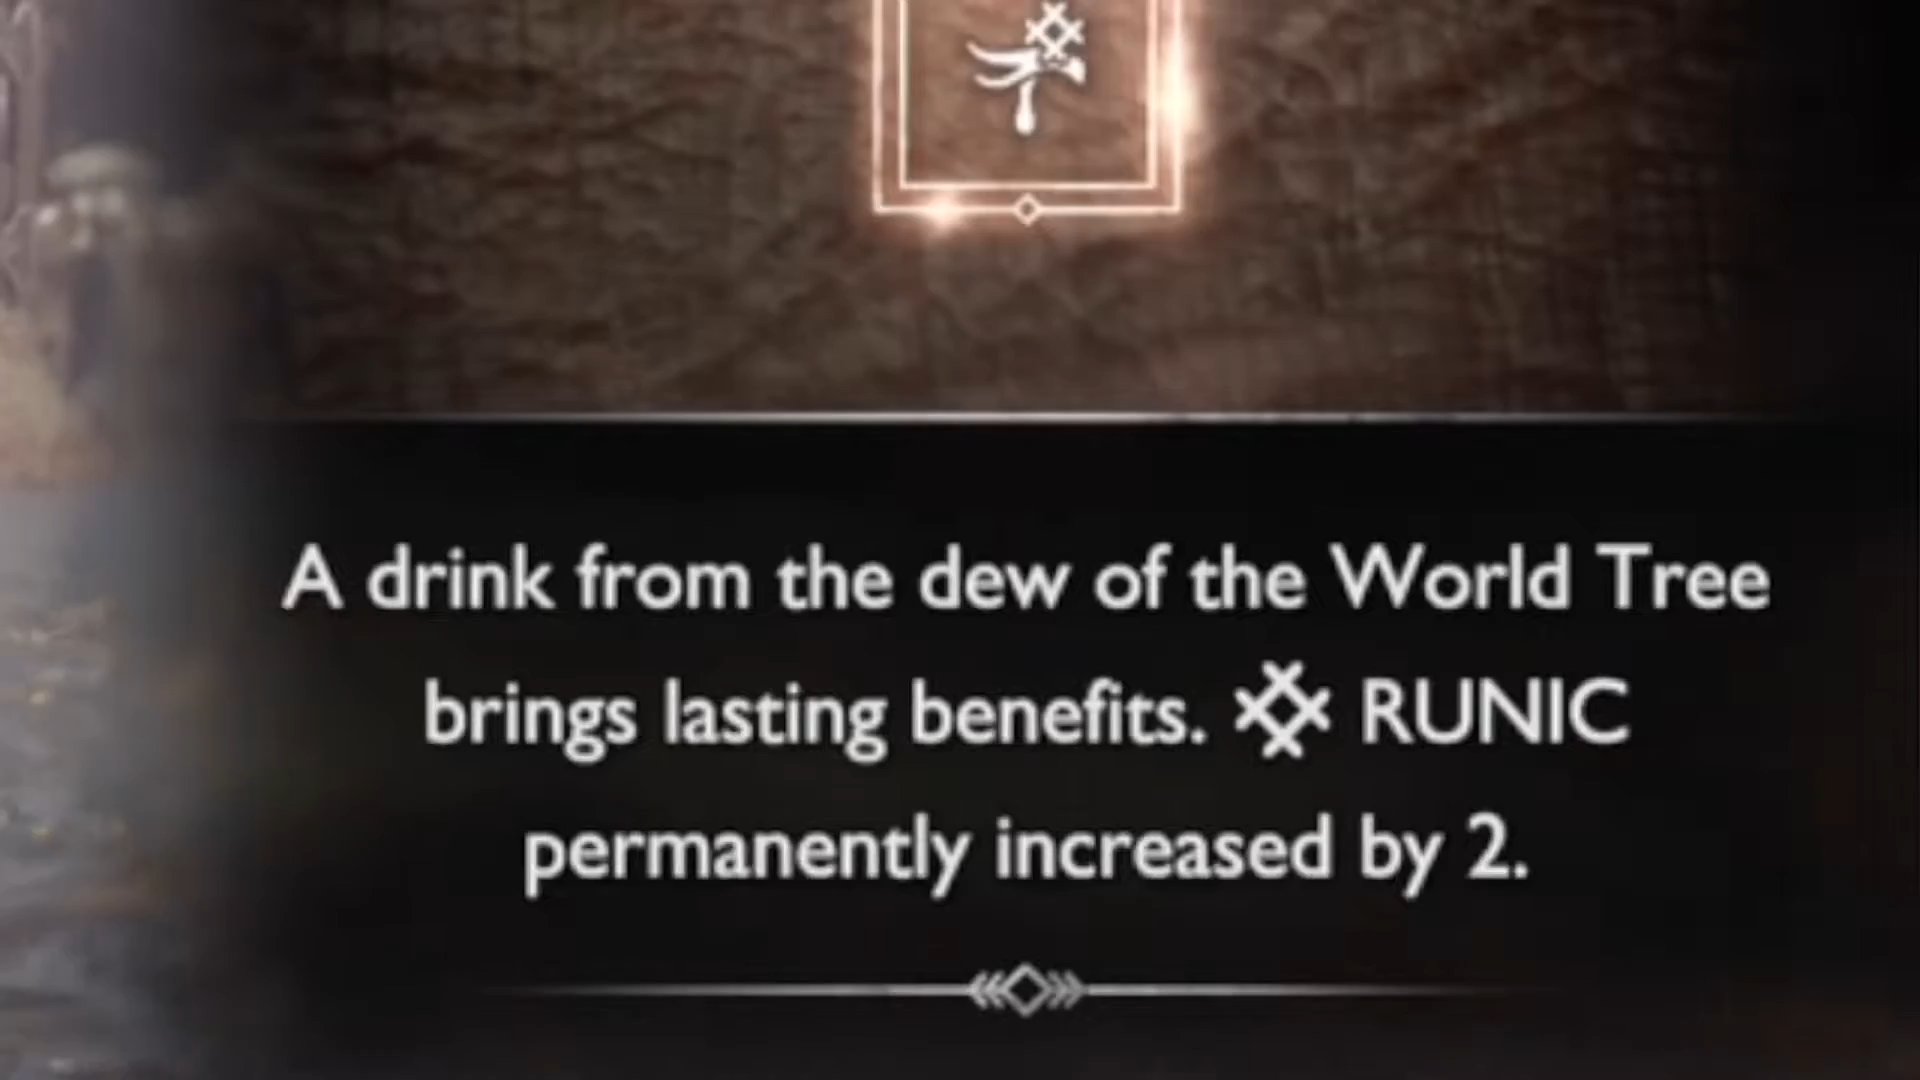 A drink from the dew of the World Tree
brings lasting benefits. RUNIC
permanently increased by 2.